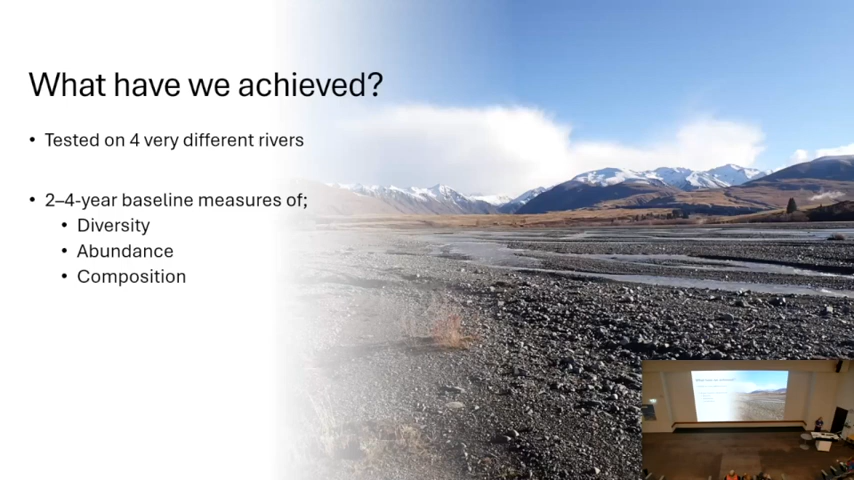 What have we achieved?
• Tested on 4 very different rivers
• 2–4-year baseline measures of;
• Diversity
• Abundance
• Composition